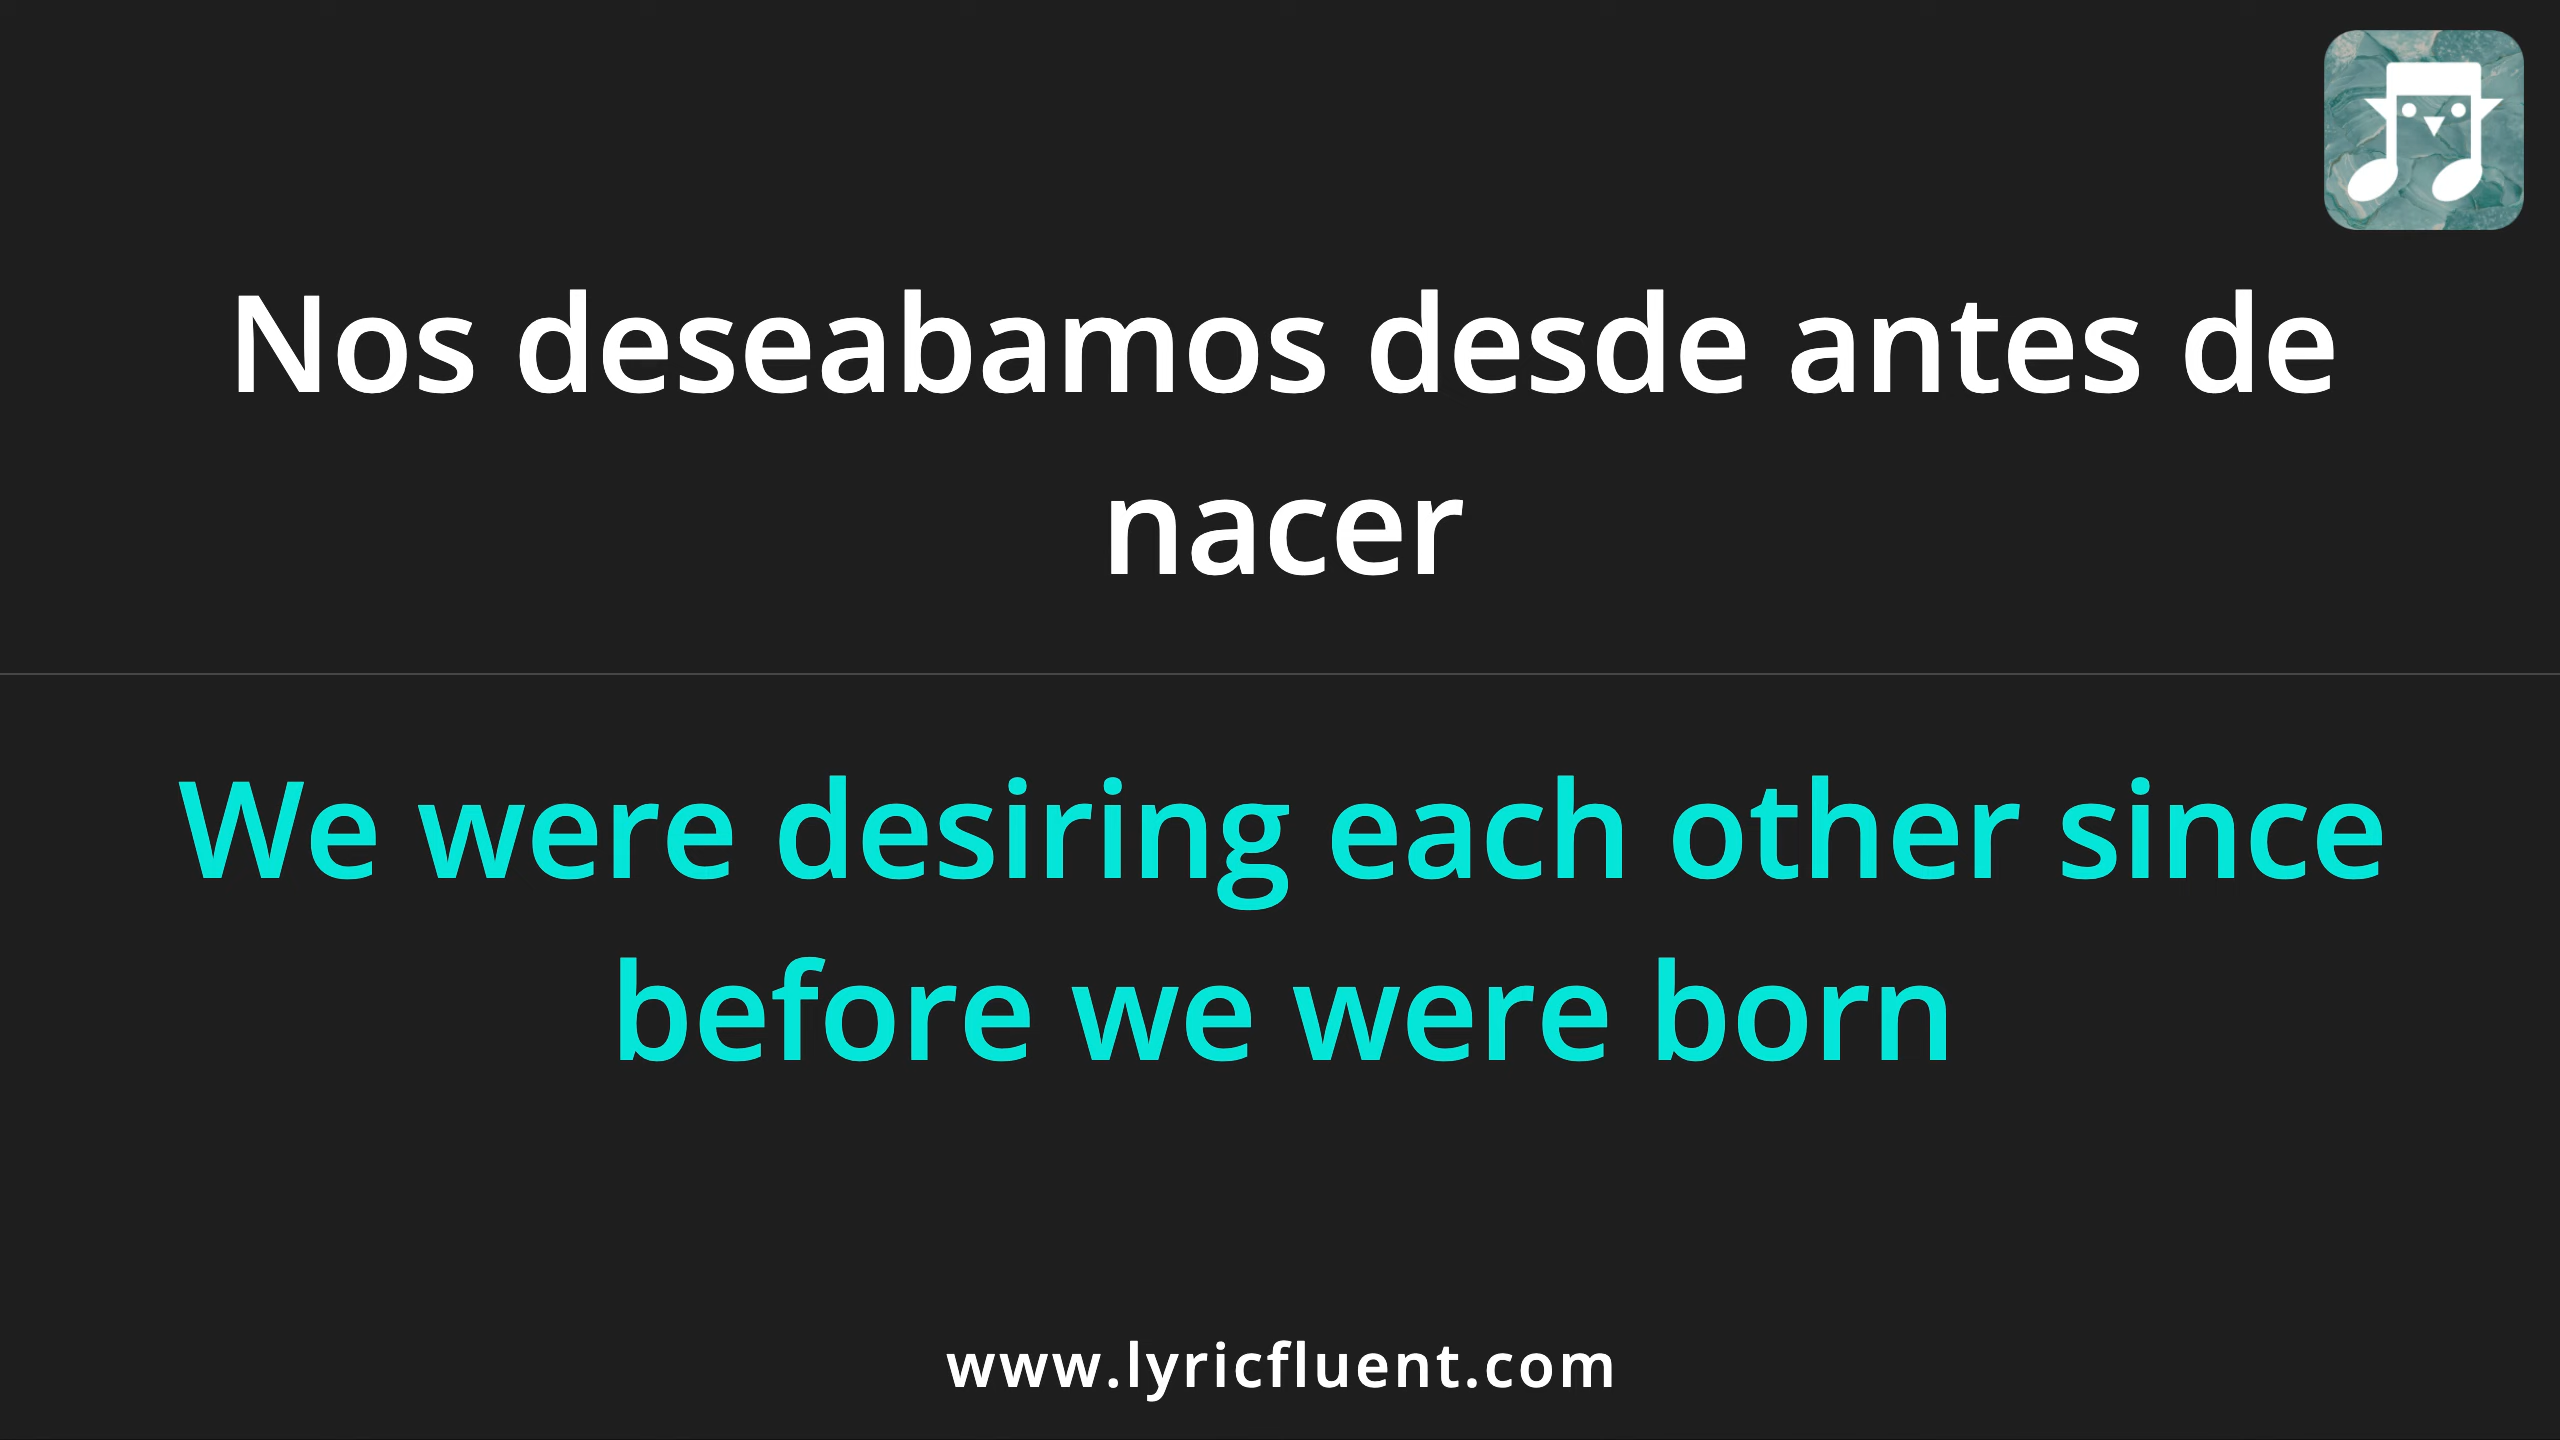 Nos deseabamos desde antes de
nacer
We were desiring each other since
before we were born
www.lyricfluent.com